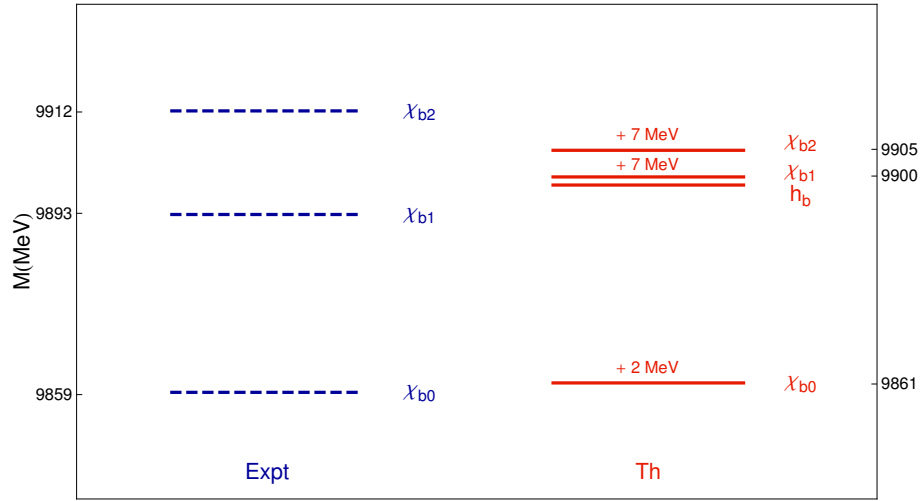 M(MeV)
9912
9893
9859
χb2
χb1
χb0
Expt
+ 7 MeV
+ 7 MeV
+ 2 MeV
χb2
χb1
hb
χb0
Th
9905
9900
9861